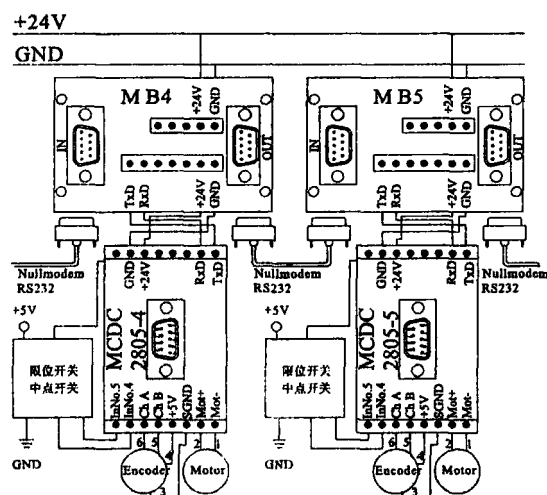 +24V
GND
MB4
+24V
GND
IN
OUT
TxD
RxD
+24V
GND
MB5
+24V
GND
IN
OUT
TxD
RxD
+24V
GND
Nullmodem
RS232
GND
+24V
RxD
TxD
Nullmodem
RS232
GND
+24V
RxD
TxD
Nullmodem
RS232
+5V
MCDC
2805-4
+5V
MCDC
2805-5
限位开关
中点开关
限位开关
中点开关
InNo.5
InNo.4
Ch A
Ch B
+5V
SGND
Mot+
Mot-
InNo.5
InNo.4
Ch A
Ch B
+5V
SGND
Mot+
Mot-
6
5
4
2
1
6
5
4
2
1
GND
Encoder
Motor
GND
Encoder
Motor
3
3